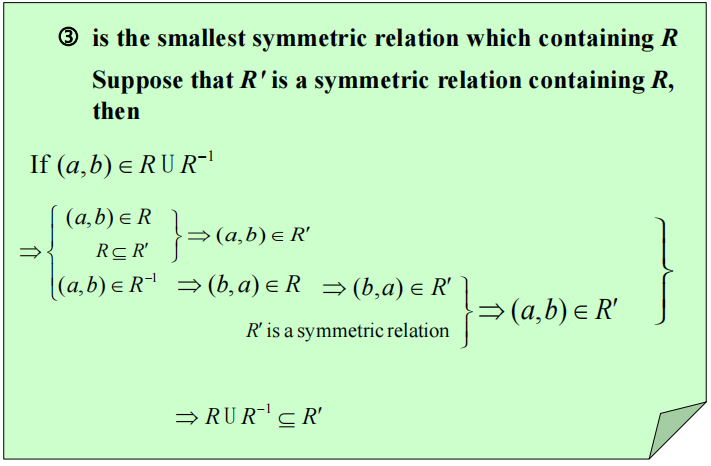 ③ is the smallest symmetric relation which containing R
Suppose that R' is a symmetric relation containing R,
then
If (a,b) ∈ R U R⁻¹
(a,b) ∈ R
R ⊆ R'
⇒ (a,b) ∈ R'
⇒ (a,b) ∈ R⁻¹ ⇒ (b,a) ∈ R ⇒ (b,a) ∈ R'
R' is a symmetric relation
⇒ (a,b) ∈ R'
⇒ R U R⁻¹ ⊆ R'